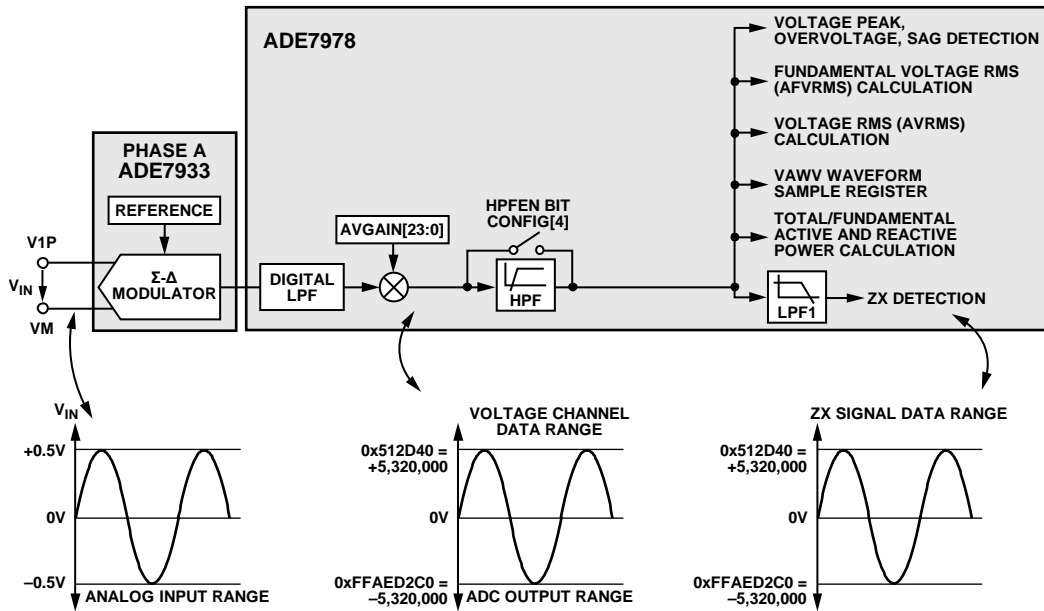 ADE7978
VOLTAGE PEAK,
OVERVOLTAGE, SAG DETECTION
FUNDAMENTAL VOLTAGE RMS
(AFVRMS) CALCULATION
VOLTAGE RMS (AVRMS)
CALCULATION
VAWV WAVEFORM
SAMPLE REGISTER
TOTAL/FUNDAMENTAL
ACTIVE AND REACTIVE
POWER CALCULATION
PHASE A
ADE7933
REFERENCE
V1P
VIN
VM
Σ-Δ
MODULATOR
DIGITAL
LPF
AVGAIN[23:0]
HPFEN BIT
CONFIG[4]
HPF
LPF1
ZX DETECTION
VIN
+0.5V
0V
–0.5V
ANALOG INPUT RANGE
VOLTAGE CHANNEL
DATA RANGE
0x512D40 =
+5,320,000
0V
0xFFAED2C0 =
–5,320,000
ADC OUTPUT RANGE
ZX SIGNAL DATA RANGE
0x512D40 =
+5,320,000
0V
0xFFAED2C0 =
–5,320,000